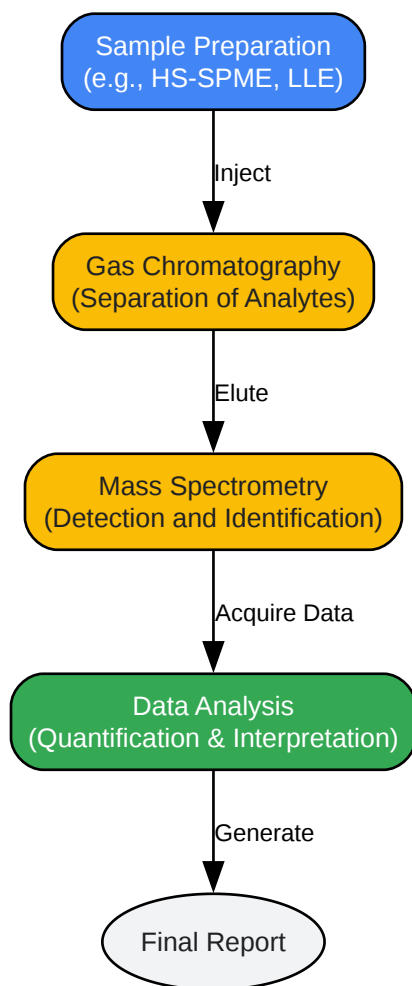 Sample Preparation
(e.g., HS-SPME, LLE)
Inject
Gas Chromatography
(Separation of Analytes)
Elute
Mass Spectrometry
(Detection and Identification)
Acquire Data
Data Analysis
(Quantification & Interpretation)
Generate
Final Report